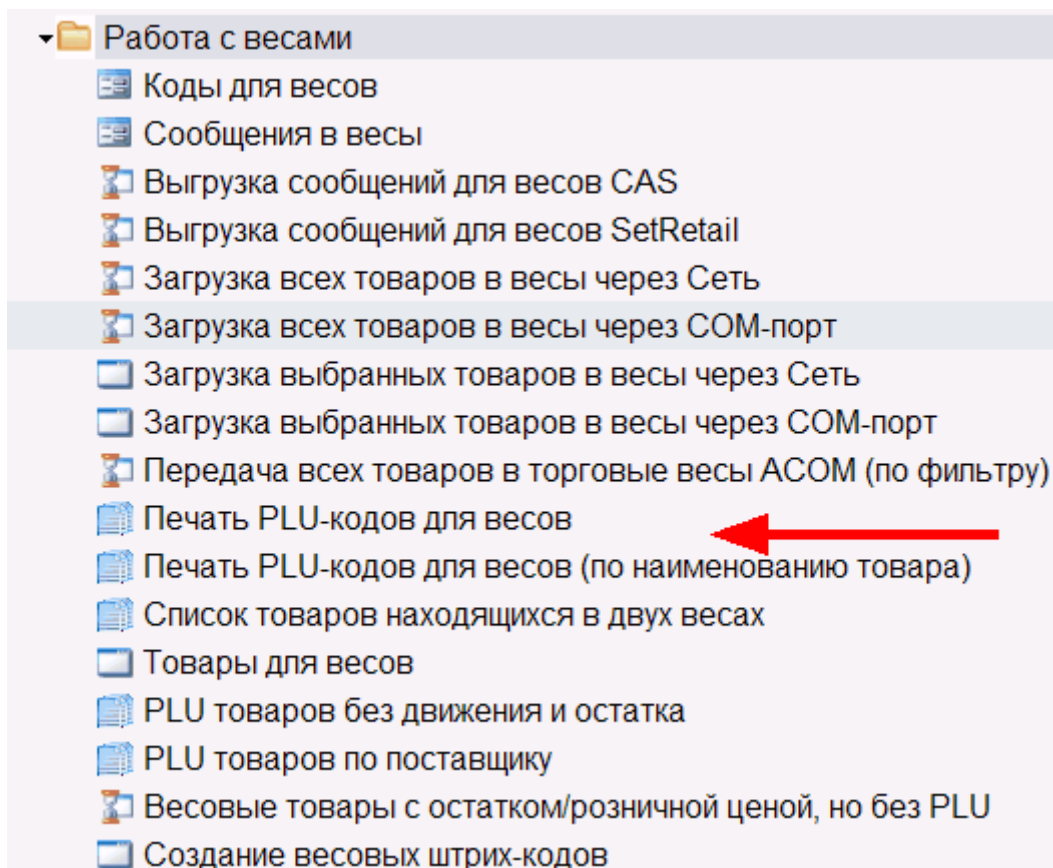 Работа с весами
Коды для весов
Сообщения в весы
Выгрузка сообщений для весов CAS
Выгрузка сообщений для весов SetRetail
Загрузка всех товаров в весы через Сеть
Загрузка всех товаров в весы через COM-порт
Загрузка выбранных товаров в весы через Сеть
Загрузка выбранных товаров в весы через COM-порт
Передача всех товаров в торговые весы ACOM (по фильтру)
Печать PLU-кодов для весов
Печать PLU-кодов для весов (по наименованию товара)
Список товаров находящихся в двух весах
Товары для весов
PLU товаров без движения и остатка
PLU товаров по поставщику
Весовые товары с остатком/розничной ценой, но без PLU
Создание весовых штрих-кодов